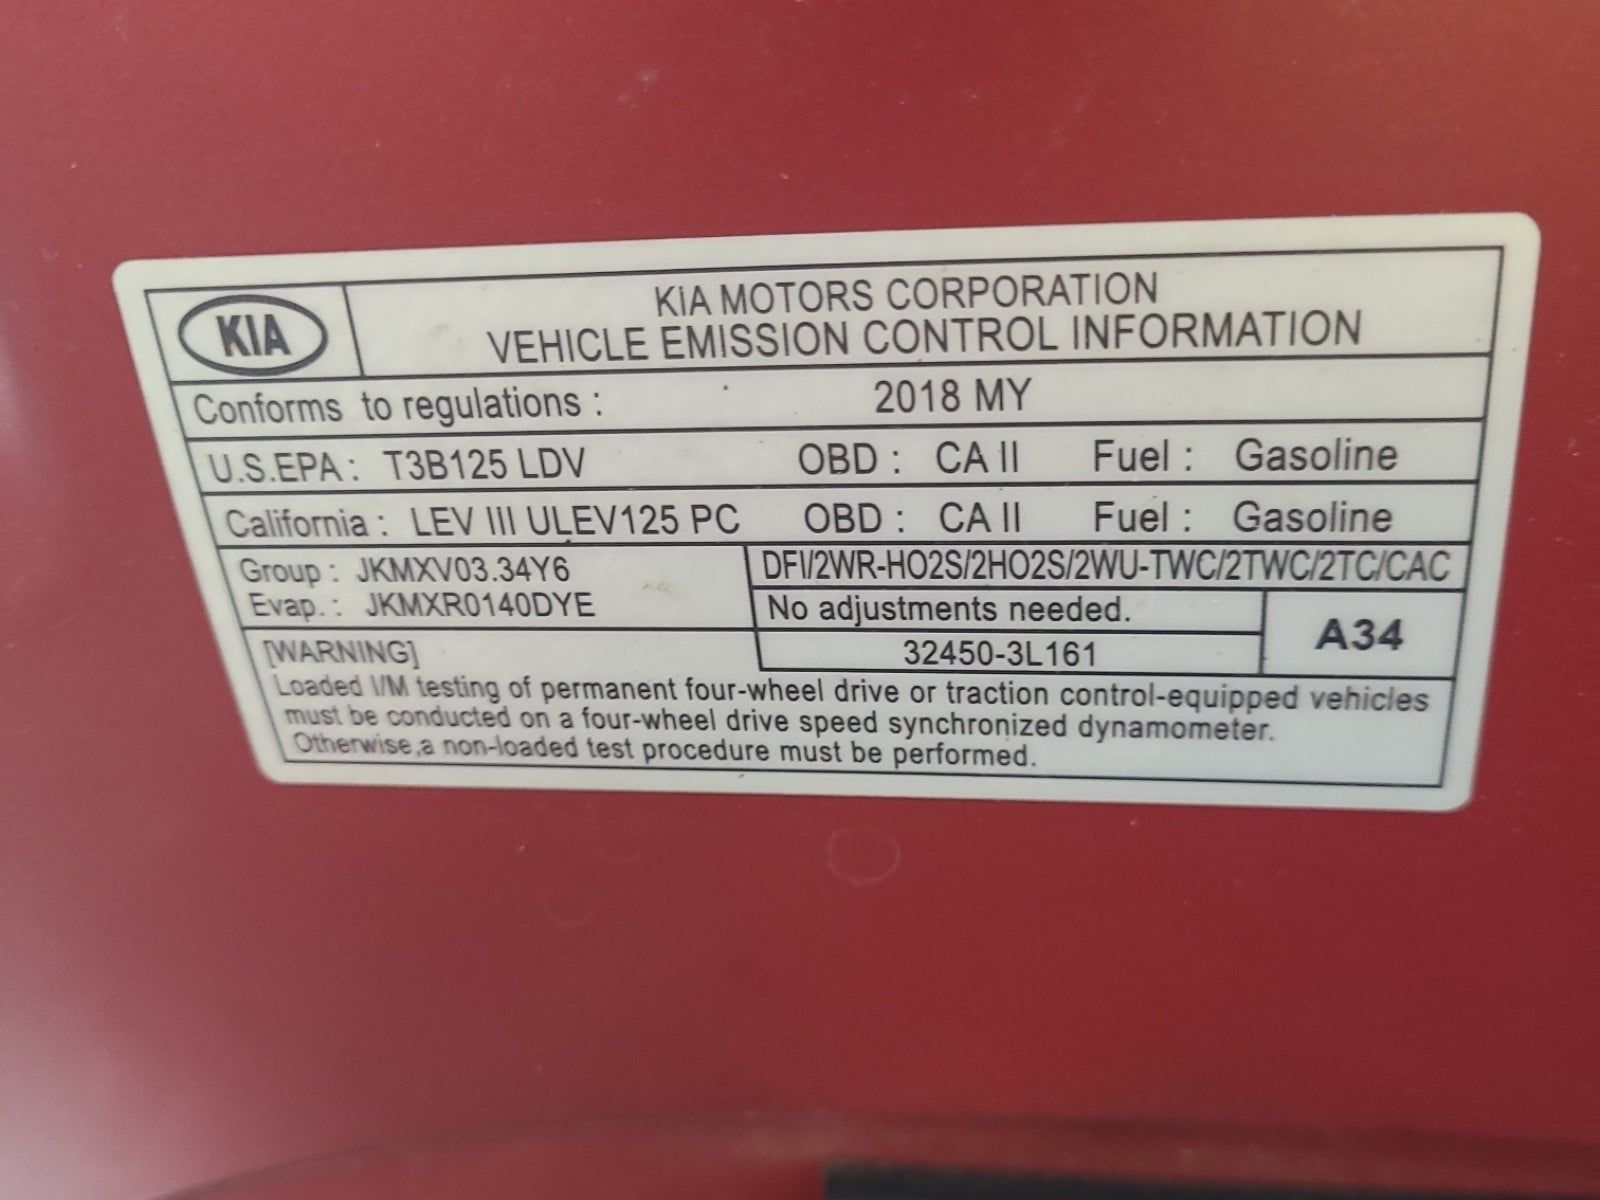 KIA
KIA MOTORS CORPORATION
VEHICLE EMISSION CONTROL INFORMATION
Conforms to regulations : 2018 MY
U.S.EPA : T3B125 LDV OBD : CA II Fuel : Gasoline
California : LEV III ULEV125 PC OBD : CA II Fuel : Gasoline
Group : JKMXV03.34Y6
Evap. : JKMXR0140DYE
DFI/2WR-HO2S/2HO2S/2WU-TWC/2TWC/2TC/CAC
No adjustments needed.
32450-3L161
A34
[WARNING]
Loaded I/M testing of permanent four-wheel drive or traction control-equipped vehicles
must be conducted on a four-wheel drive speed synchronized dynamometer.
Otherwise,a non-loaded test procedure must be performed.